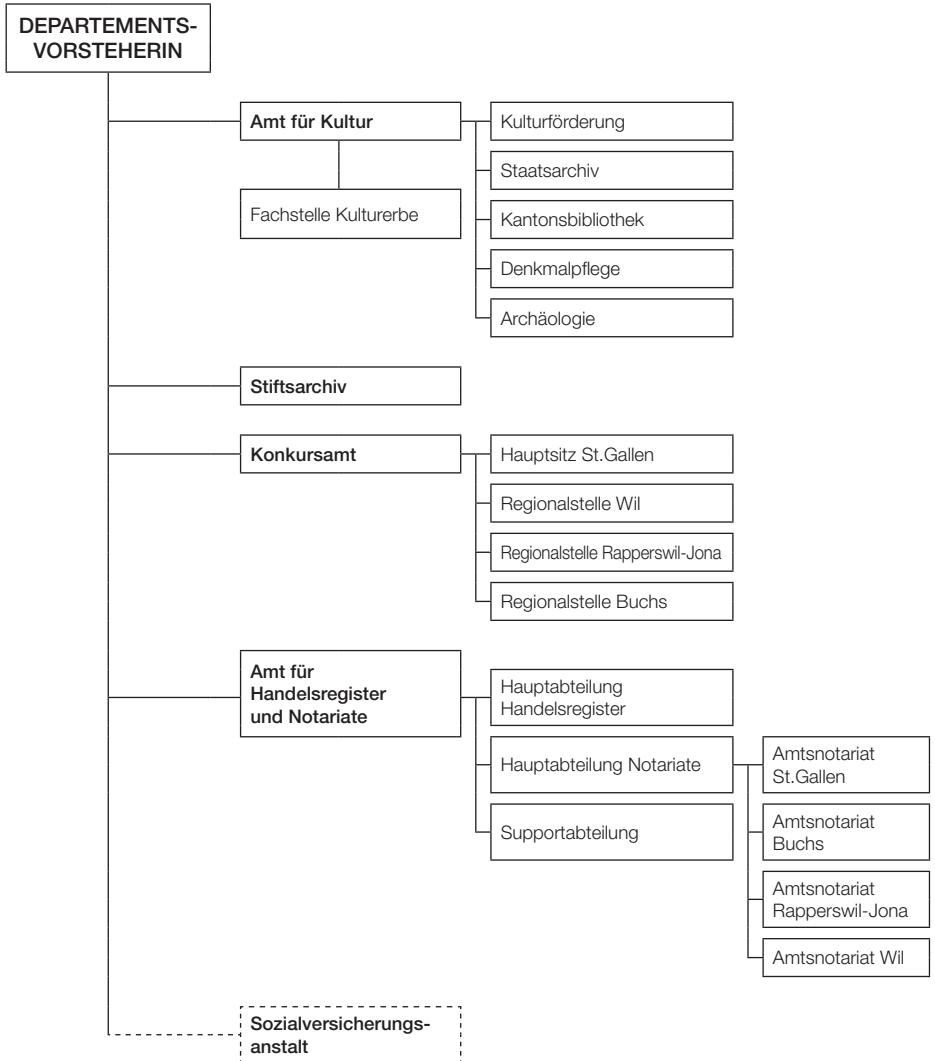 DEPARTEMENTS-
VORSTEHERIN
Amt für Kultur
Fachstelle Kulturerbe
Kulturförderung
Staatsarchiv
Kantonsbibliothek
Denkmalpflege
Archäologie
Stiftsarchiv
Konkursamt
Hauptsitz St.Gallen
Regionalstelle Wil
Regionalstelle Rapperswil-Jona
Regionalstelle Buchs
Amt für
Handelsregister
und Notariate
Hauptabteilung
Handelsregister
Hauptabteilung Notariate
Supportabteilung
Amtsnotariat
St.Gallen
Amtsnotariat
Buchs
Amtsnotariat
Rapperswil-Jona
Amtsnotariat Wil
Sozialversicherungs-
anstalt